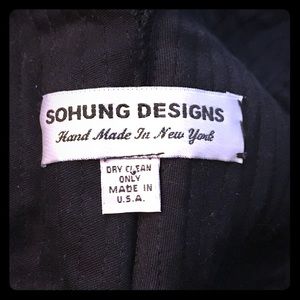 SOHUNG DESIGNS
Hand Made In New York
DRY CLEAN
ONLY
MADE IN
U.S.A.